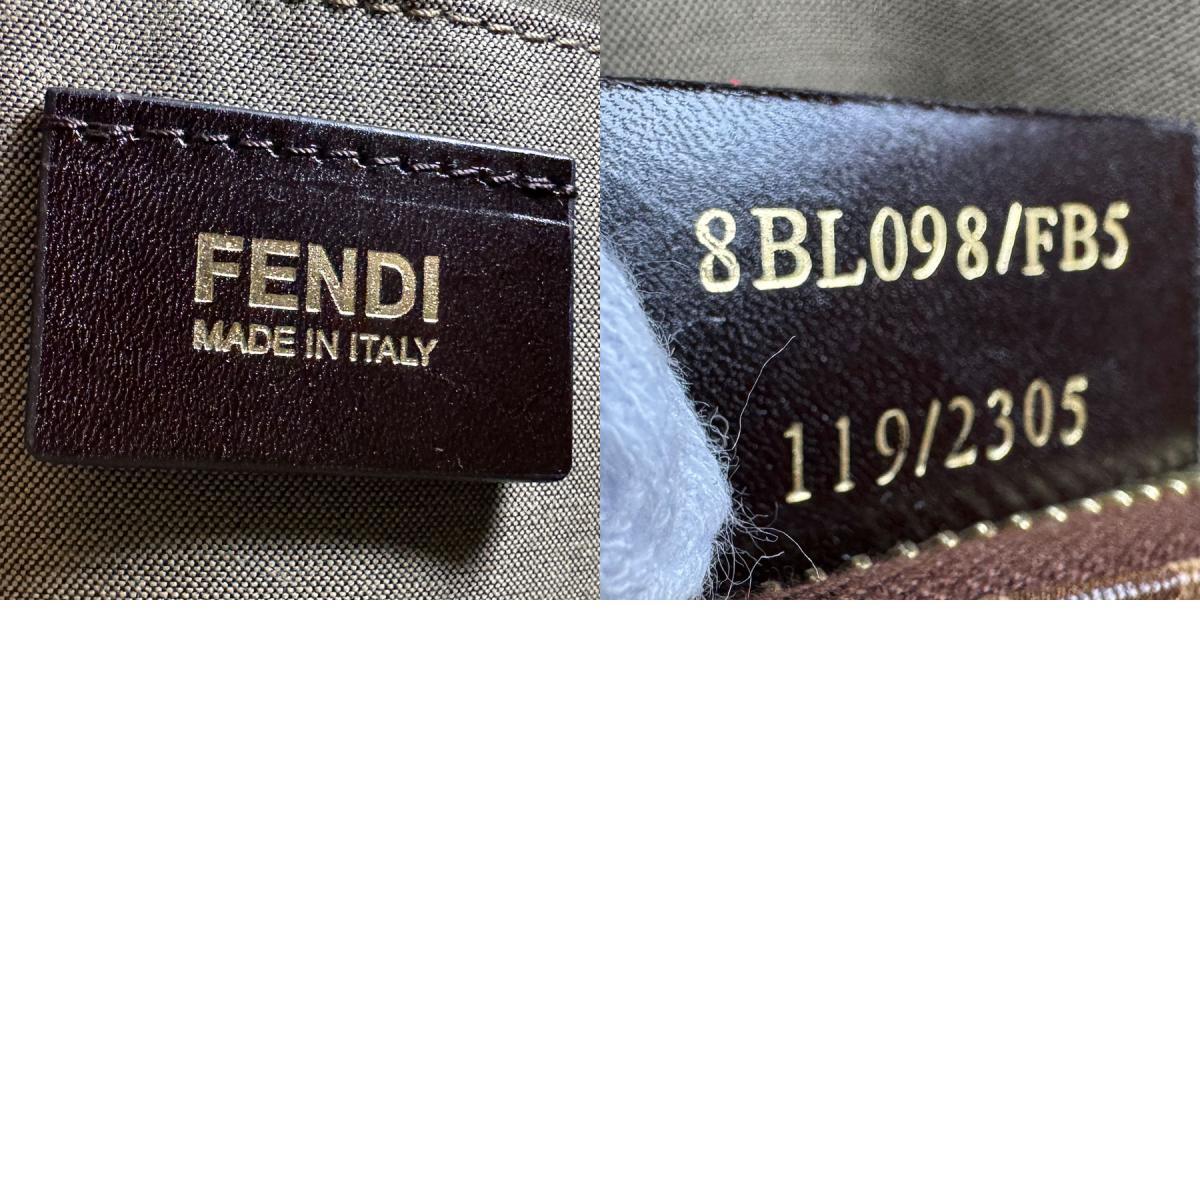 FENDI
MADE IN ITALY
8BL098/FB5
119/2305